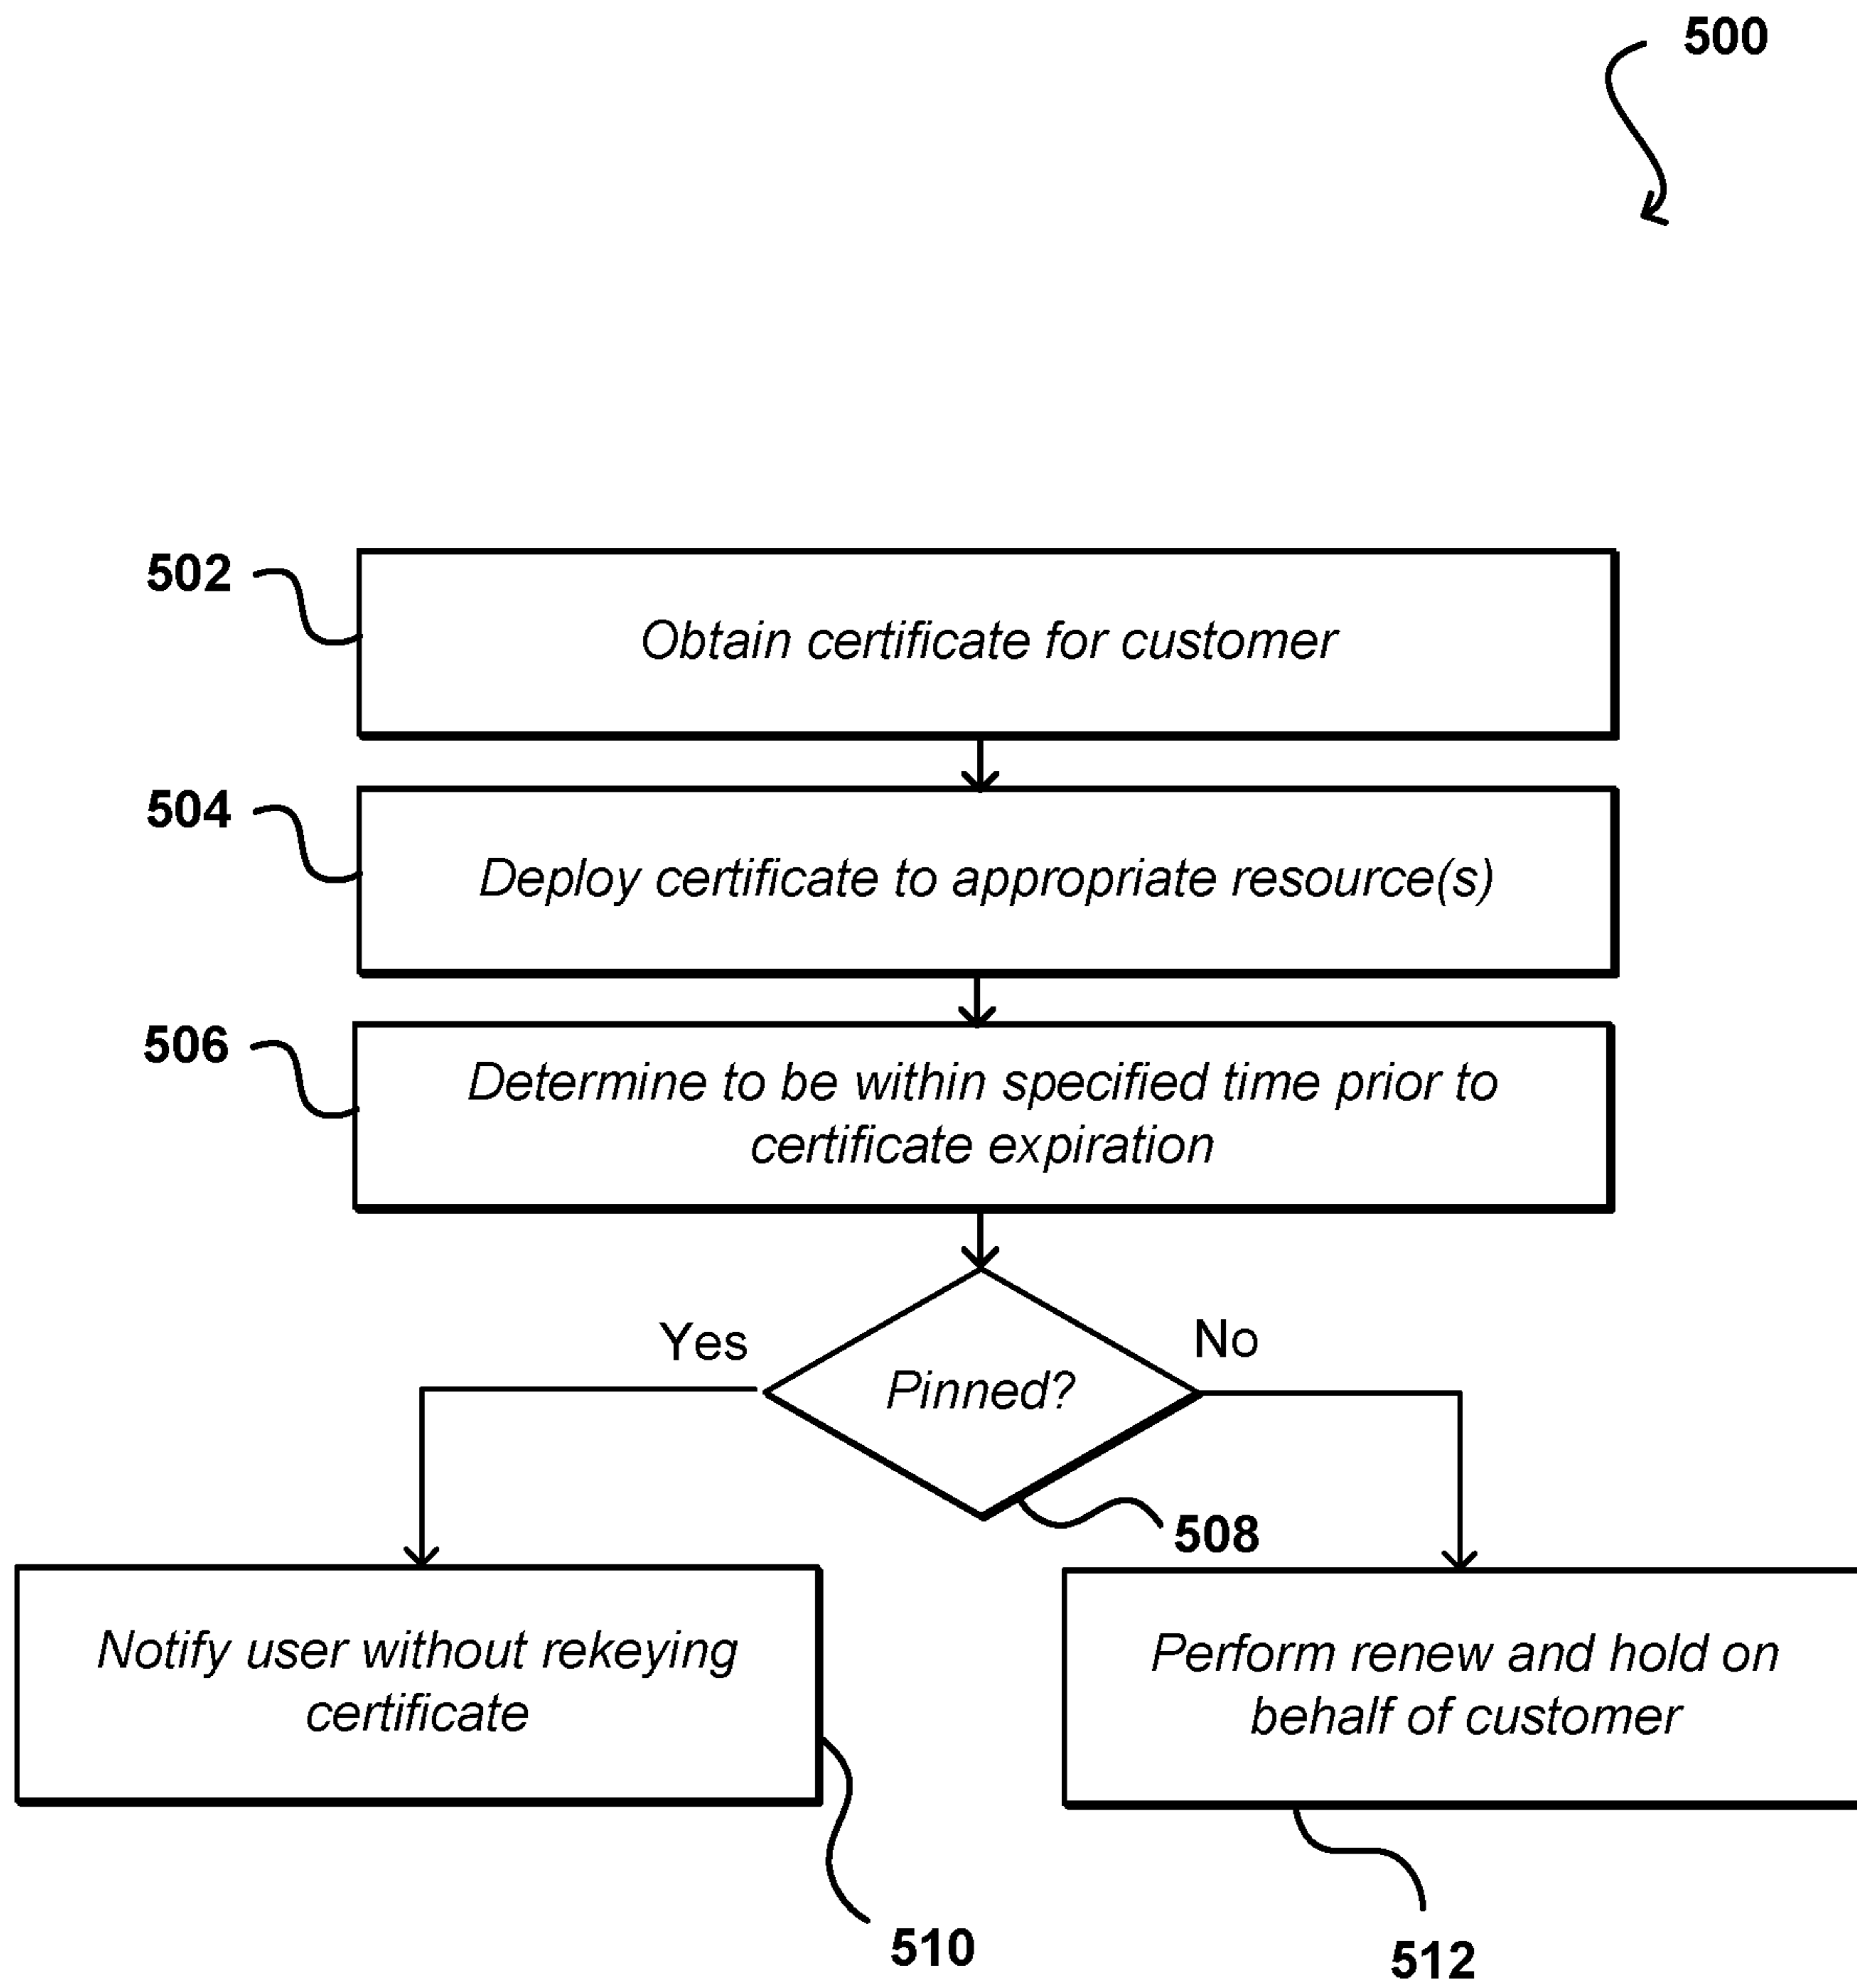 500
502
Obtain certificate for customer
504
Deploy certificate to appropriate resource(s)
506
Determine to be within specified time prior to
certificate expiration
Yes
No
Pinned?
508
Notify user without rekeying
certificate
Perform renew and hold on
behalf of customer
510
512